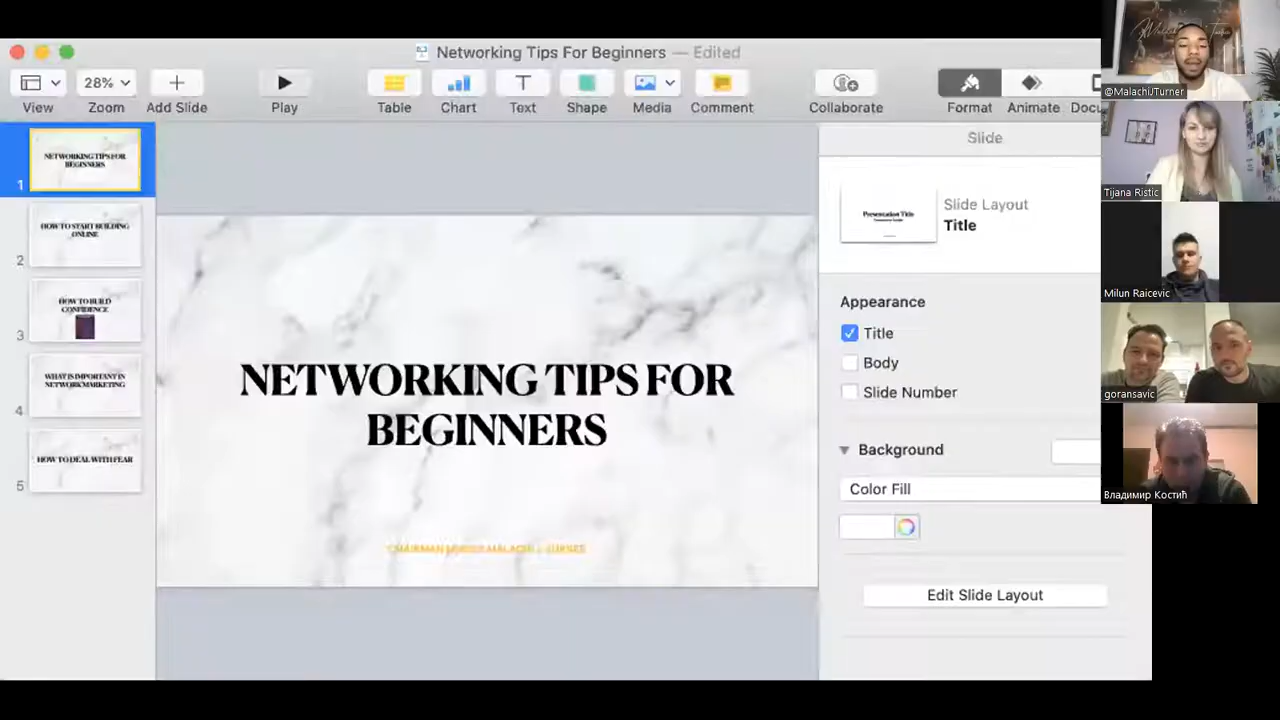 Networking Tips For Beginners — Edited
28%
View
Zoom
Add Slide
Play
Table
Chart
Text
Shape
Media
Comment
Collaborate
Format
Animate
Docu
NETWORKING TIPS FOR
BEGINNERS
1
HOW TO START BUILDING
ONLINE
2
HOW TO BUILD
CONFIDENCE
3
WHAT IS IMPORTANT IN
NETWORK MARKETING
4
HOW TO DEAL WITH FEAR
5
NETWORKING TIPS FOR
BEGINNERS
CHAIRMAN
Slide
Presentation Title
Slide Layout
Title
Appearance
Title
Body
Slide Number
Background
Color Fill
Edit Slide Layout
@MalachiJTurner
Tijana Ristic
Milun Raicevic
goransavic
Владимир Костић